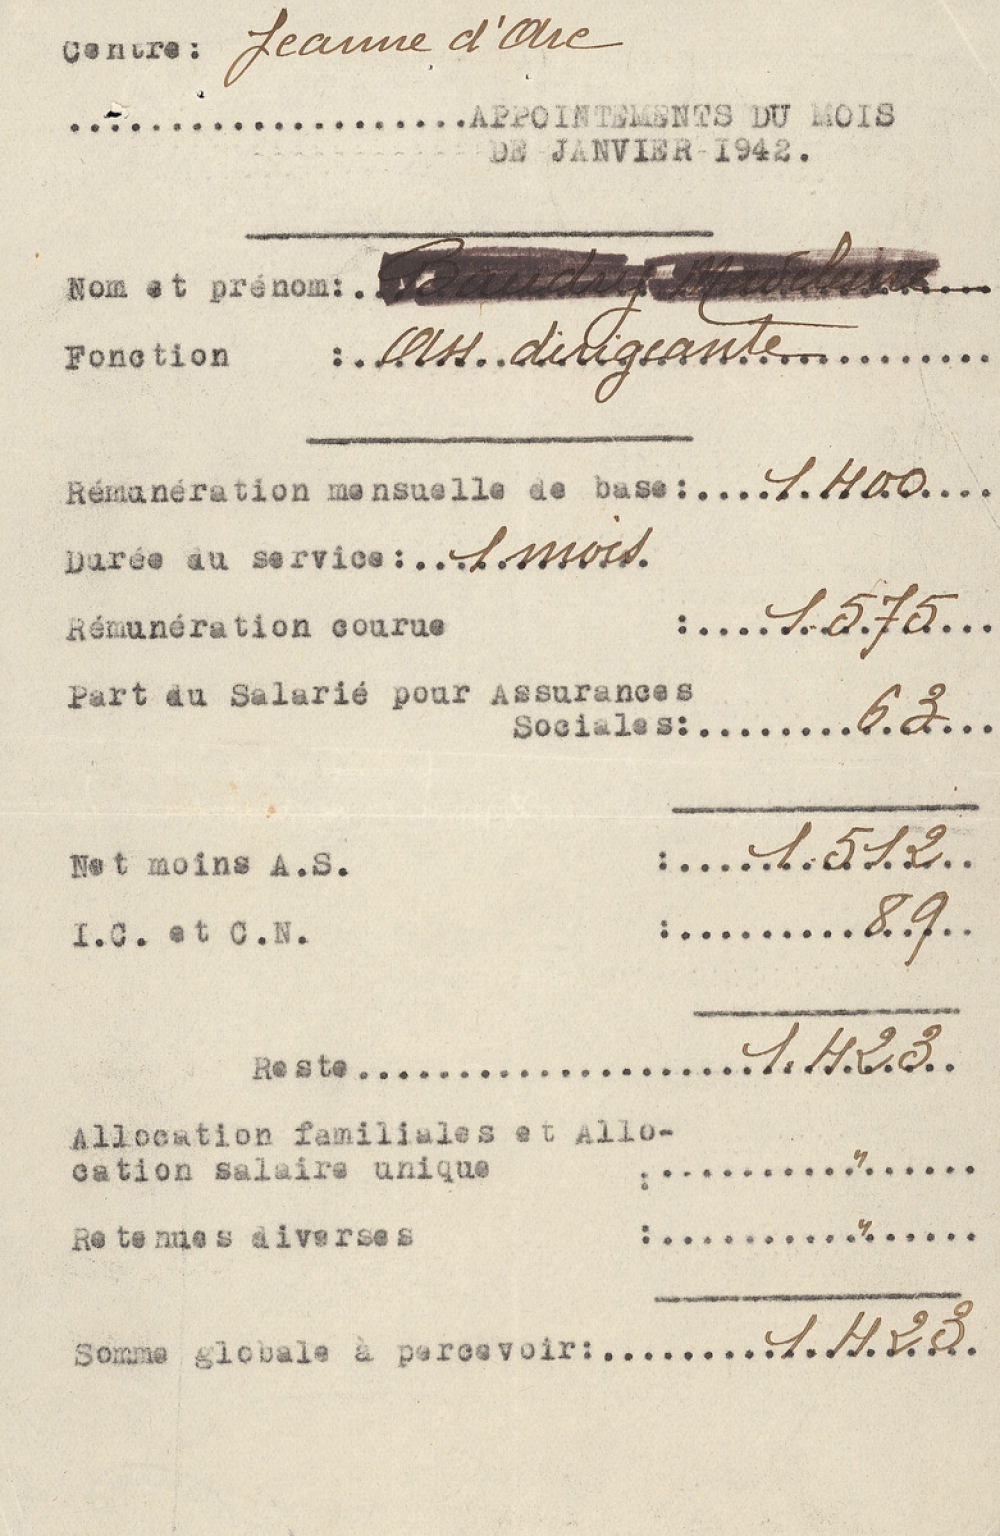 Centre: Jeanne d'Arc
.....................APPOINTEMENTS DU MOIS
DE JANVIER 1942.
Nom et prénom:..
Fonction :..Ass. dirigeante
Rémunération mensuelle de base:....1.400....
Durée du service:...1 mois.
Rémunération courue :....1.575...
Part du Salarié pour Assurances
Sociales:........63...
Net moins A.S. :.....1.512..
I.C. et C.N. :..........89..
Reste....................1.423..
Allocation familiales et Allo-
cation salaire unique :..........."......
Retenues diverses :..........."......
Somme globale à percevoir:.........1.423.